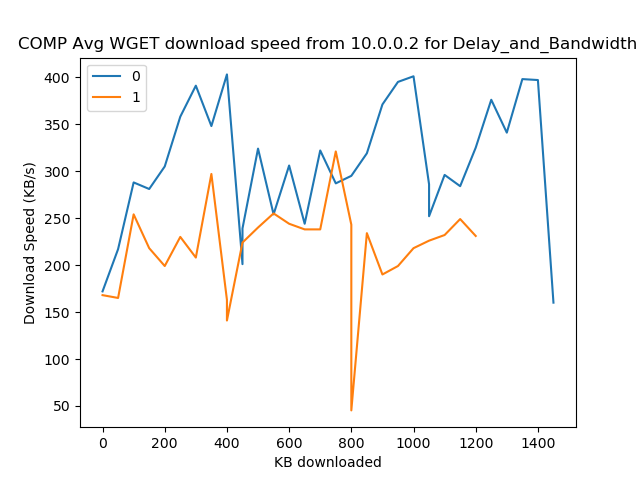 COMP Avg WGET download speed from 10.0.0.2 for Delay_and_Bandwidth
0
1
400
350
300
250
200
150
100
50
Download Speed (KB/s)
0 200 400 600 800 1000 1200 1400
KB downloaded